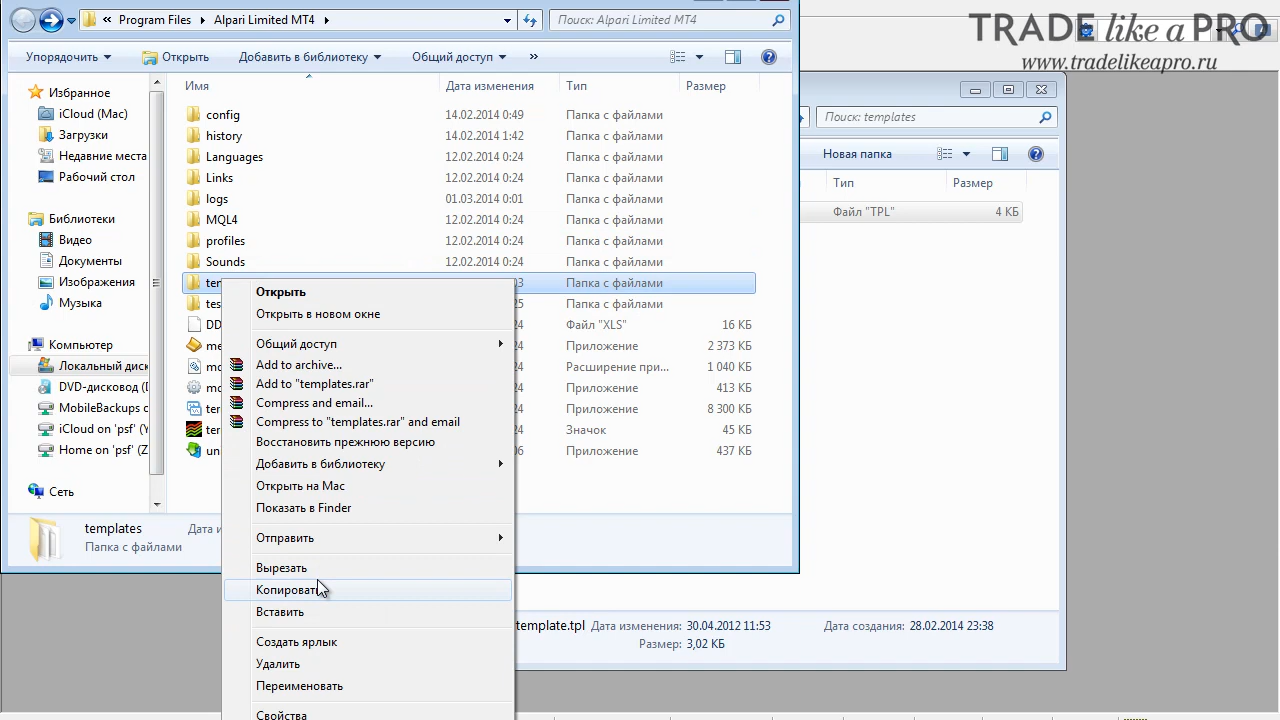 TRADE like a PRO
www.tradelikeapro.ru
Program Files
Alpari Limited MT4
Поиск: Alpari Limited MT4
Упорядочить
Открыть
Добавить в библиотеку
Общий доступ
»
Имя
Дата изменения
Тип
Размер
Избранное
iCloud (Mac)
Загрузки
Недавние места
Рабочий стол
Библиотеки
Видео
Документы
Изображения
Музыка
Компьютер
Локальный диск
DVD-дисковод (D
MobileBackups c
iCloud on 'psf' (Y
Home on 'psf' (Z
Сеть
config 14.02.2014 0:49 Папка с файлами
history 14.02.2014 1:42 Папка с файлами
Languages 12.02.2014 0:24 Папка с файлами
Links 12.02.2014 0:24 Папка с файлами
logs 01.03.2014 0:01 Папка с файлами
MQL4 12.02.2014 0:24 Папка с файлами
profiles 12.02.2014 0:24 Папка с файлами
Sounds 12.02.2014 0:24 Папка с файлами
Папка с файлами
Папка с файлами
Файл "XLS" 16 КБ
Приложение 2 373 КБ
Расширение при... 1 040 КБ
Приложение 413 КБ
Приложение 8 300 КБ
Значок 45 КБ
Приложение 437 КБ
Открыть
Открыть в новом окне
Общий доступ
Add to archive...
Add to "templates.rar"
Compress and email...
Compress to "templates.rar" and email
Восстановить прежнюю версию
Добавить в библиотеку
Открыть на Mac
Показать в Finder
Отправить
Вырезать
Копировать
Вставить
Создать ярлык
Удалить
Переименовать
Свойства
templates
Папка с файлами
Поиск: templates
Новая папка
Тип
Размер
Файл "TPL" 4 КБ
template.tpl Дата изменения: 30.04.2012 11:53 Дата создания: 28.02.2014 23:38
Размер: 3,02 КБ